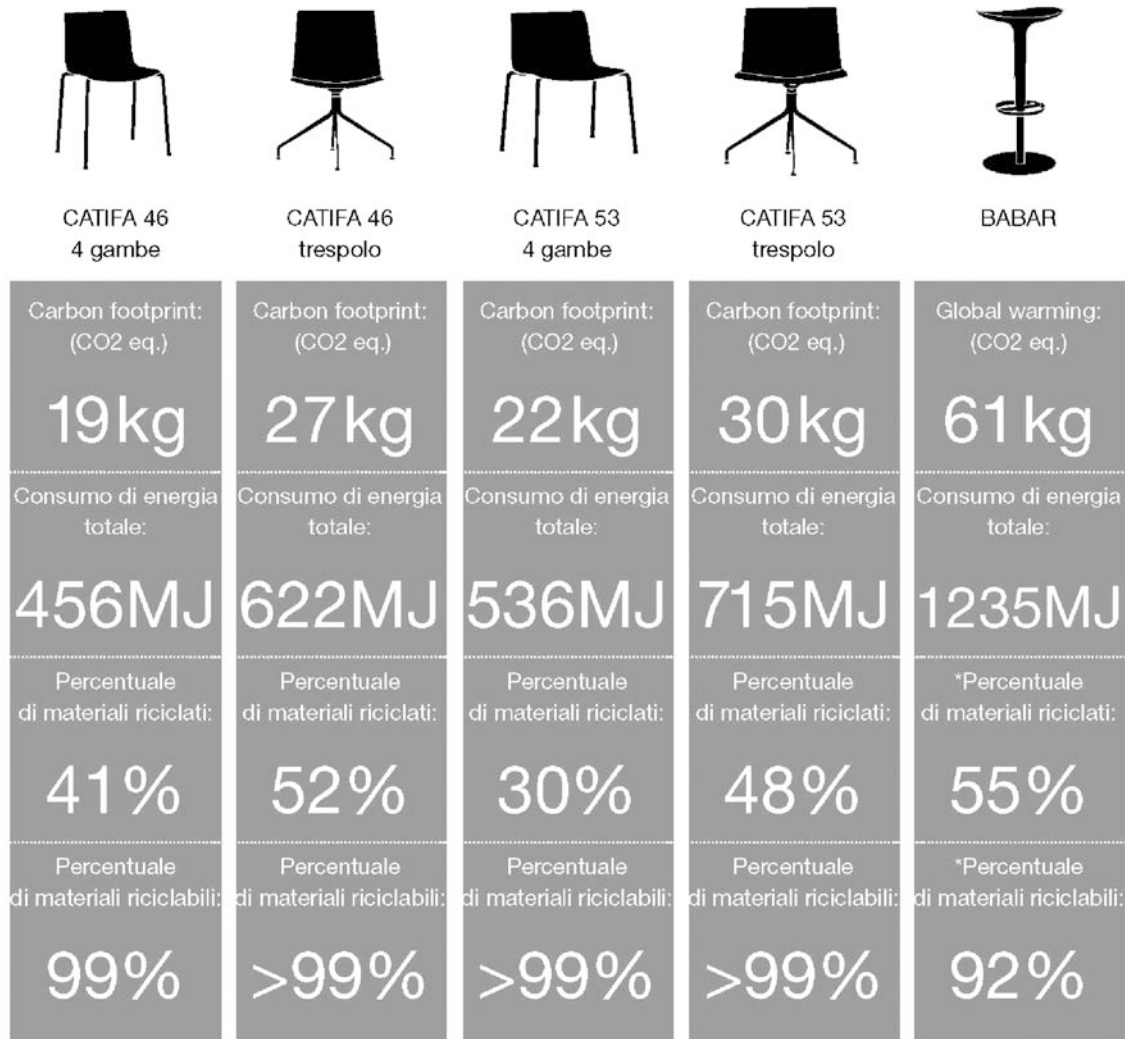 CATIFA 46
4 gambe
CATIFA 46
trespolo
CATIFA 53
4 gambe
CATIFA 53
trespolo
BABAR
Carbon footprint:
(CO2 eq.)
19kg
Carbon footprint:
(CO2 eq.)
27kg
Carbon footprint:
(CO2 eq.)
22kg
Carbon footprint:
(CO2 eq.)
30kg
Global warming:
(CO2 eq.)
61kg
Consumo di energia
totale:
456MJ
Consumo di energia
totale:
622MJ
Consumo di energia
totale:
536MJ
Consumo di energia
totale:
715MJ
Consumo di energia
totale:
1235MJ
Percentuale
di materiali riciclati:
41%
Percentuale
di materiali riciclati:
52%
Percentuale
di materiali riciclati:
30%
Percentuale
di materiali riciclati:
48%
*Percentuale
di materiali riciclati:
55%
Percentuale
di materiali riciclabili:
99%
Percentuale
di materiali riciclabili:
>99%
Percentuale
di materiali riciclabili:
>99%
Percentuale
di materiali riciclabili:
>99%
*Percentuale
di materiali riciclabili:
92%